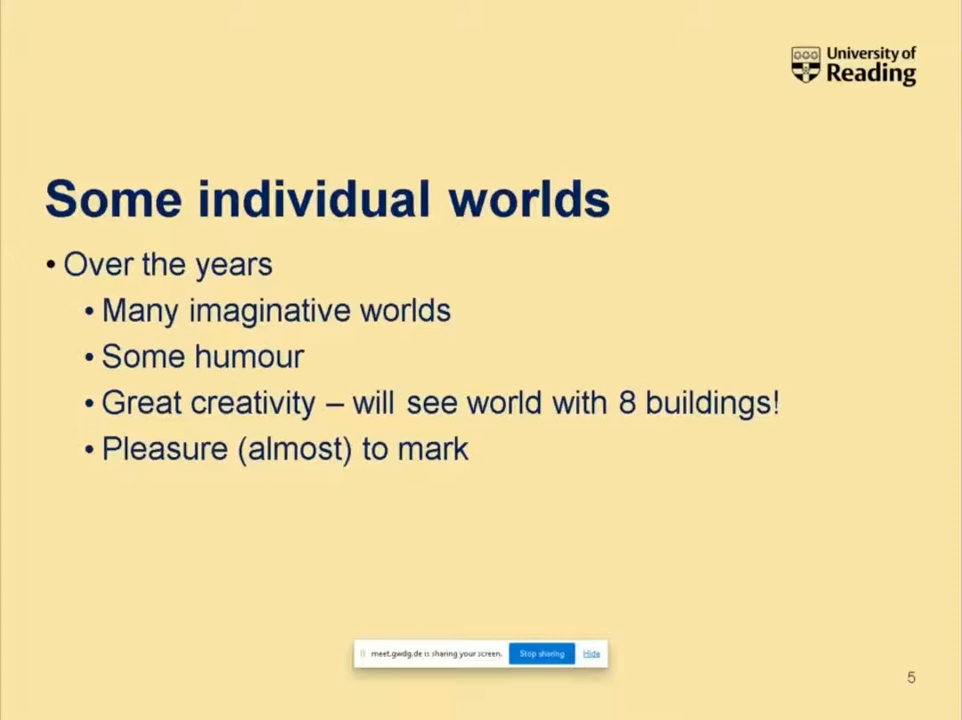 University of
Reading
Some individual worlds
• Over the years
• Many imaginative worlds
• Some humour
• Great creativity – will see world with 8 buildings!
• Pleasure (almost) to mark
meet.gwdg.de is sharing your screen. Stop sharing Hide
5